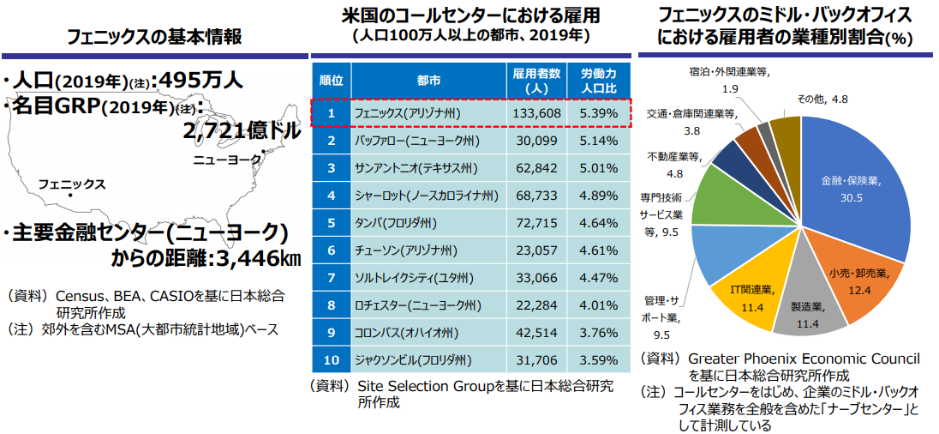 フェニックスの基本情報
・人口(2019年)(注):495万人
・名目GRP(2019年)(注):
2,721億ドル
ニューヨーク
フェニックス
・主要金融センター(ニューヨーク)
からの距離:3,446㎞
（資料）Census、BEA、CASIOを基に日本総合
研究所作成
（注）郊外を含むMSA(大都市統計地域)ベース
米国のコールセンターにおける雇用
(人口100万人以上の都市、2019年)
順位 都市 雇用者数(人) 労働力人口比
1 フェニックス(アリゾナ州) 133,608 5.39%
2 バッファロー(ニューヨーク州) 30,099 5.14%
3 サンアントニオ(テキサス州) 62,842 5.01%
4 シャーロット(ノースカロライナ州) 68,733 4.89%
5 タンパ(フロリダ州) 72,715 4.64%
6 チューソン(アリゾナ州) 23,057 4.61%
7 ソルトレイクシティ(ユタ州) 33,066 4.47%
8 ロチェスター(ニューヨーク州) 22,284 4.01%
9 コロンバス(オハイオ州) 42,514 3.76%
10 ジャクソンビル(フロリダ州) 31,706 3.59%
（資料）Site Selection Groupを基に日本総合研究
所作成
フェニックスのミドル・バックオフィス
における雇用者の業種別割合(%)
宿泊・外関連業等,
1.9
その他, 4.8
交通・倉庫関連業等,
3.8
不動産業等,
4.8
金融・保険業,
30.5
専門技術
サービス業
等, 9.5
小売・卸売業,
12.4
IT関連業,
11.4
製造業,
11.4
管理・サ
ポート業,
9.5
（資料）Greater Phoenix Economic Council
を基に日本総合研究所作成
（注）コールセンターをはじめ、企業のミドル・バックオ
フィス業務を全般を含めた「ナーブセンター」と
して計測している